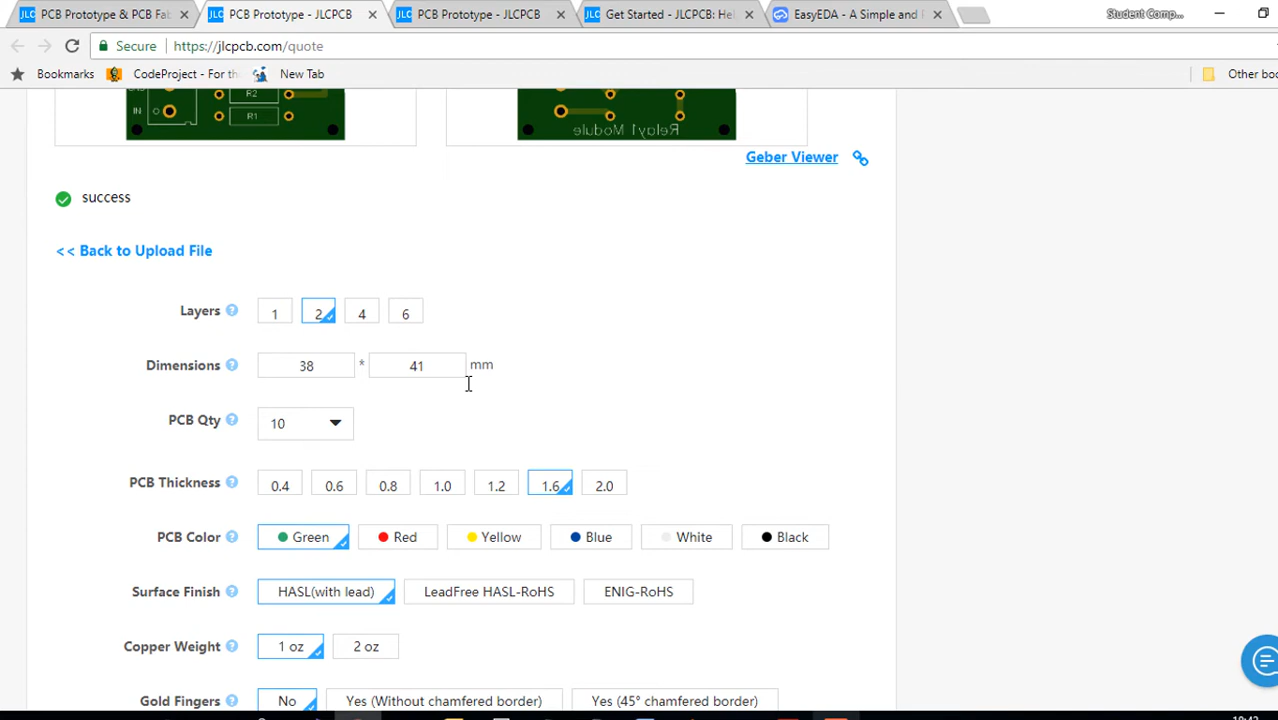 PCB Prototype & PCB Fab
PCB Prototype - JLCPCB
PCB Prototype - JLCPCB
Get Started - JLCPCB: Hel
EasyEDA - A Simple and
Student Comp...
Secure
https://jlcpcb.com/quote
Bookmarks
CodeProject - For th
New Tab
Other boo
R2
IN
R1
Relay1 Module
Geber Viewer
success
<< Back to Upload File
Layers ? 1 2 4 6
Dimensions ? 38 * 41 mm
PCB Qty ? 10
PCB Thickness ? 0.4 0.6 0.8 1.0 1.2 1.6 2.0
PCB Color ? Green Red Yellow Blue White Black
Surface Finish ? HASL(with lead) LeadFree HASL-RoHS ENIG-RoHS
Copper Weight ? 1 oz 2 oz
Gold Fingers ? No Yes (Without chamfered border) Yes (45° chamfered border)